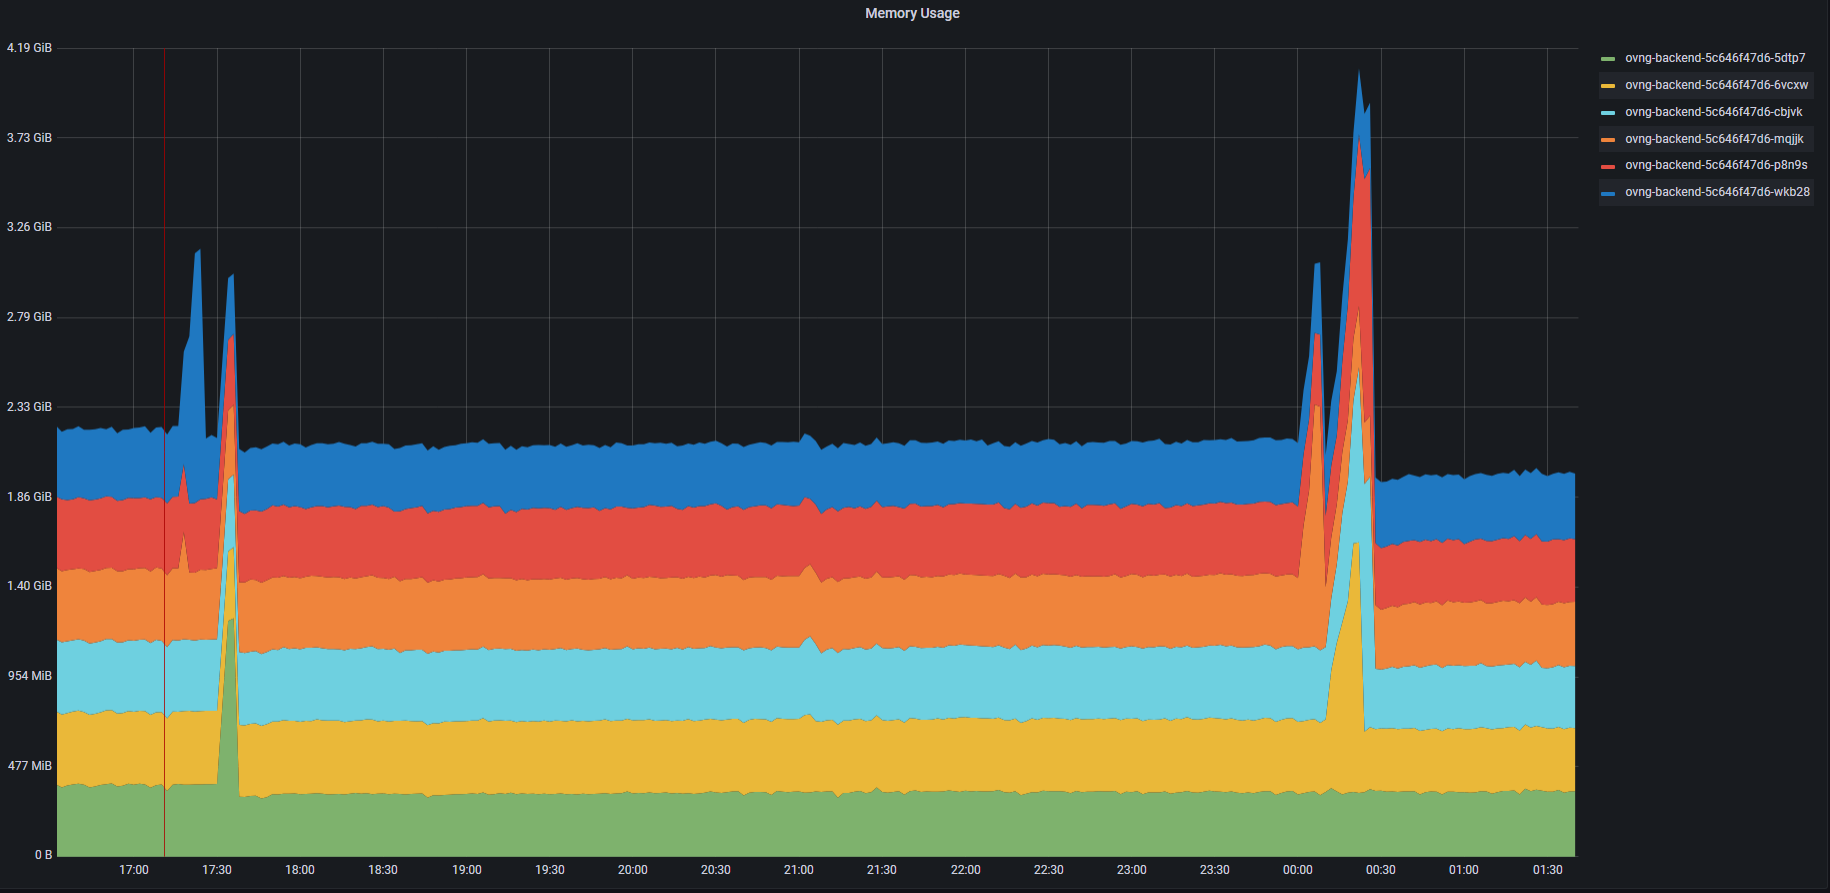 Memory Usage
4.19 GiB
3.73 GiB
3.26 GiB
2.79 GiB
2.33 GiB
1.86 GiB
1.40 GiB
954 MiB
477 MiB
0 B
17:00 17:30 18:00 18:30 19:00 19:30 20:00 20:30 21:00 21:30 22:00 22:30 23:00 23:30 00:00 00:30 01:00 01:30
ovng-backend-5c646f47d6-5dtp7
ovng-backend-5c646f47d6-6vcxw
ovng-backend-5c646f47d6-cbjvk
ovng-backend-5c646f47d6-mqjjk
ovng-backend-5c646f47d6-p8n9s
ovng-backend-5c646f47d6-wkb28